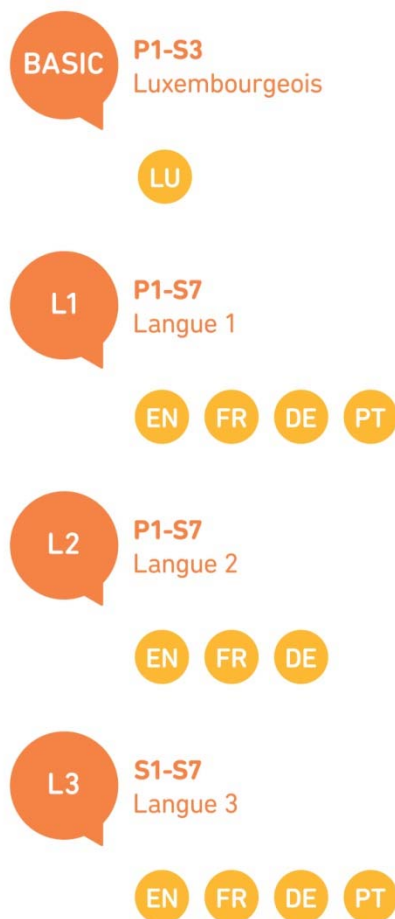 BASIC
P1-S3
Luxembourgeois
LU
L1
P1-S7
Langue 1
EN FR DE PT
L2
P1-S7
Langue 2
EN FR DE
L3
S1-S7
Langue 3
EN FR DE PT